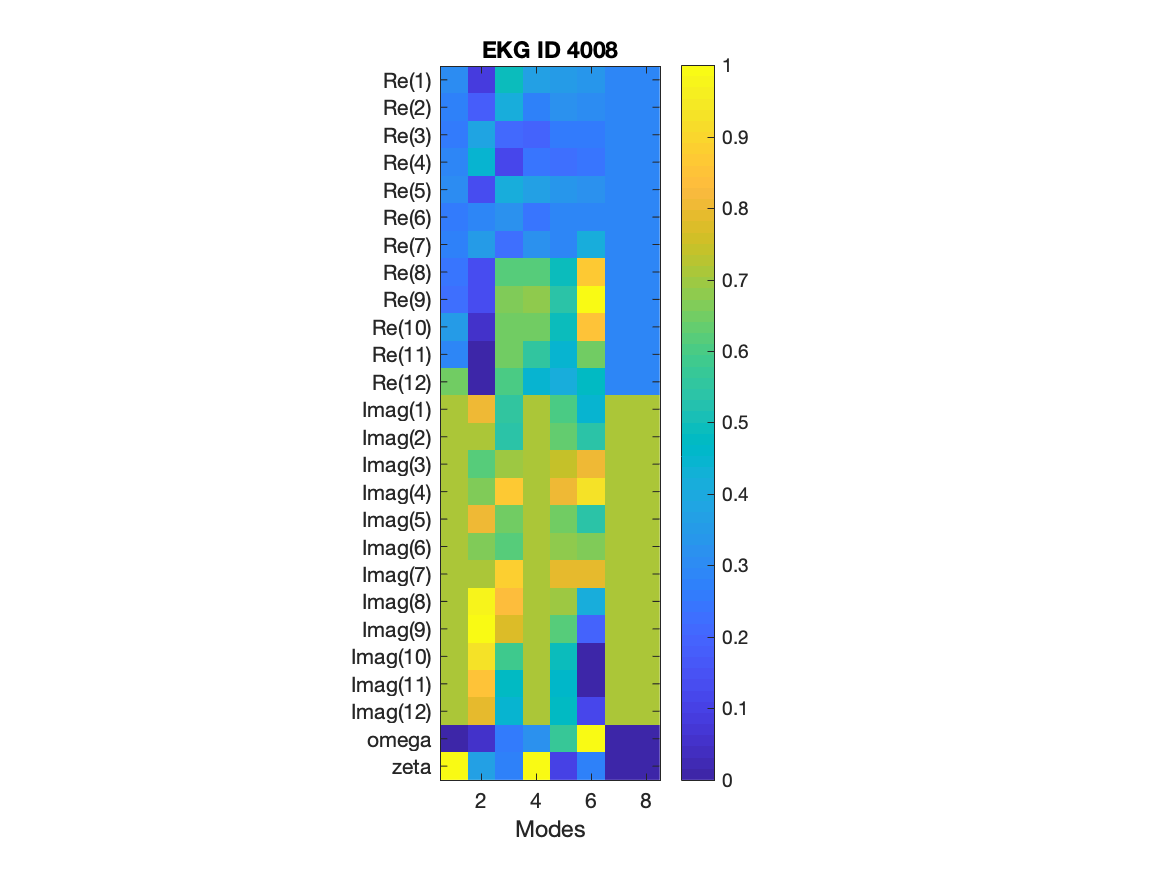 EKG ID 4008
Re(1)
Re(2)
Re(3)
Re(4)
Re(5)
Re(6)
Re(7)
Re(8)
Re(9)
Re(10)
Re(11)
Re(12)
Imag(1)
Imag(2)
Imag(3)
Imag(4)
Imag(5)
Imag(6)
Imag(7)
Imag(8)
Imag(9)
Imag(10)
Imag(11)
Imag(12)
omega
zeta
2 4 6 8
Modes
1
0.9
0.8
0.7
0.6
0.5
0.4
0.3
0.2
0.1
0